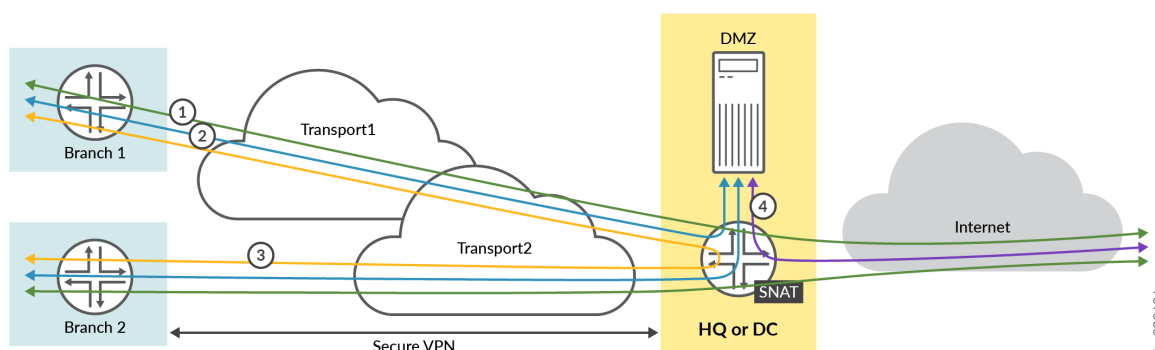 DMZ
1
2
Transport1
Branch 1
4
Internet
3
Transport2
SNAT
Branch 2
HQ or DC
Secure VPN